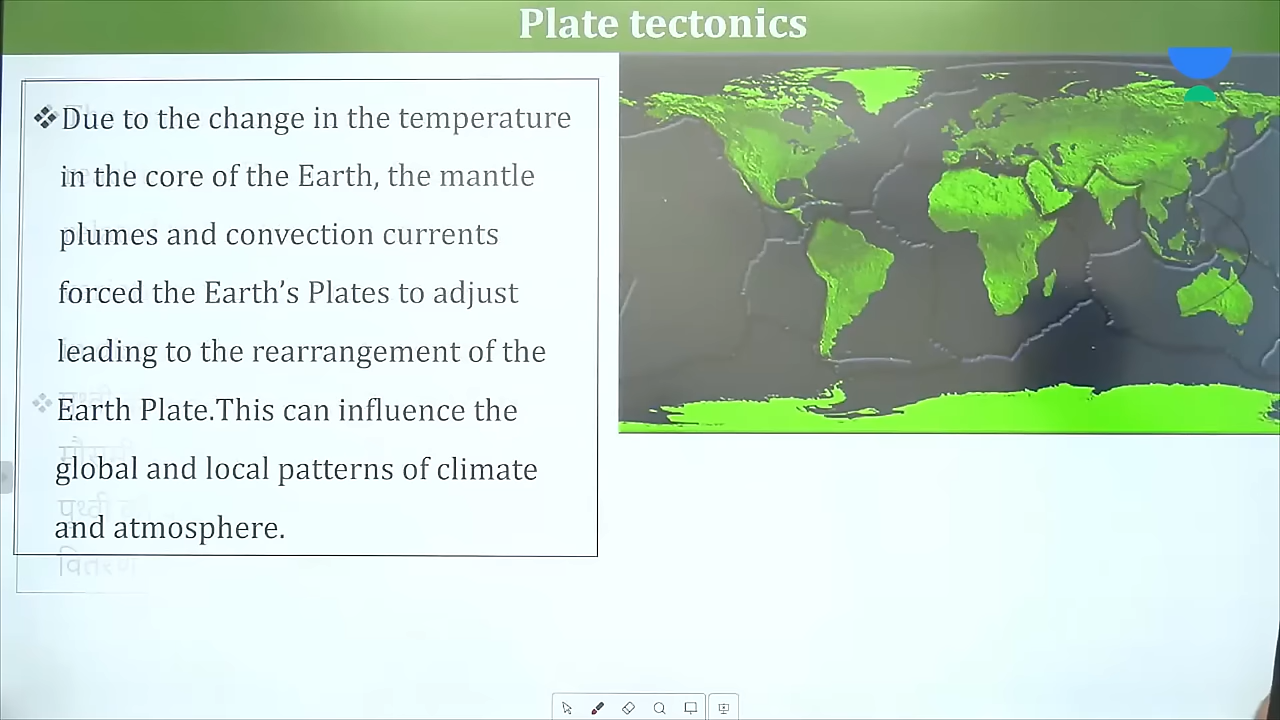 Plate tectonics
Due to the change in the temperature
in the core of the Earth, the mantle
plumes and convection currents
forced the Earth's Plates to adjust
leading to the rearrangement of the
Earth Plate.This can influence the
global and local patterns of climate
and atmosphere.